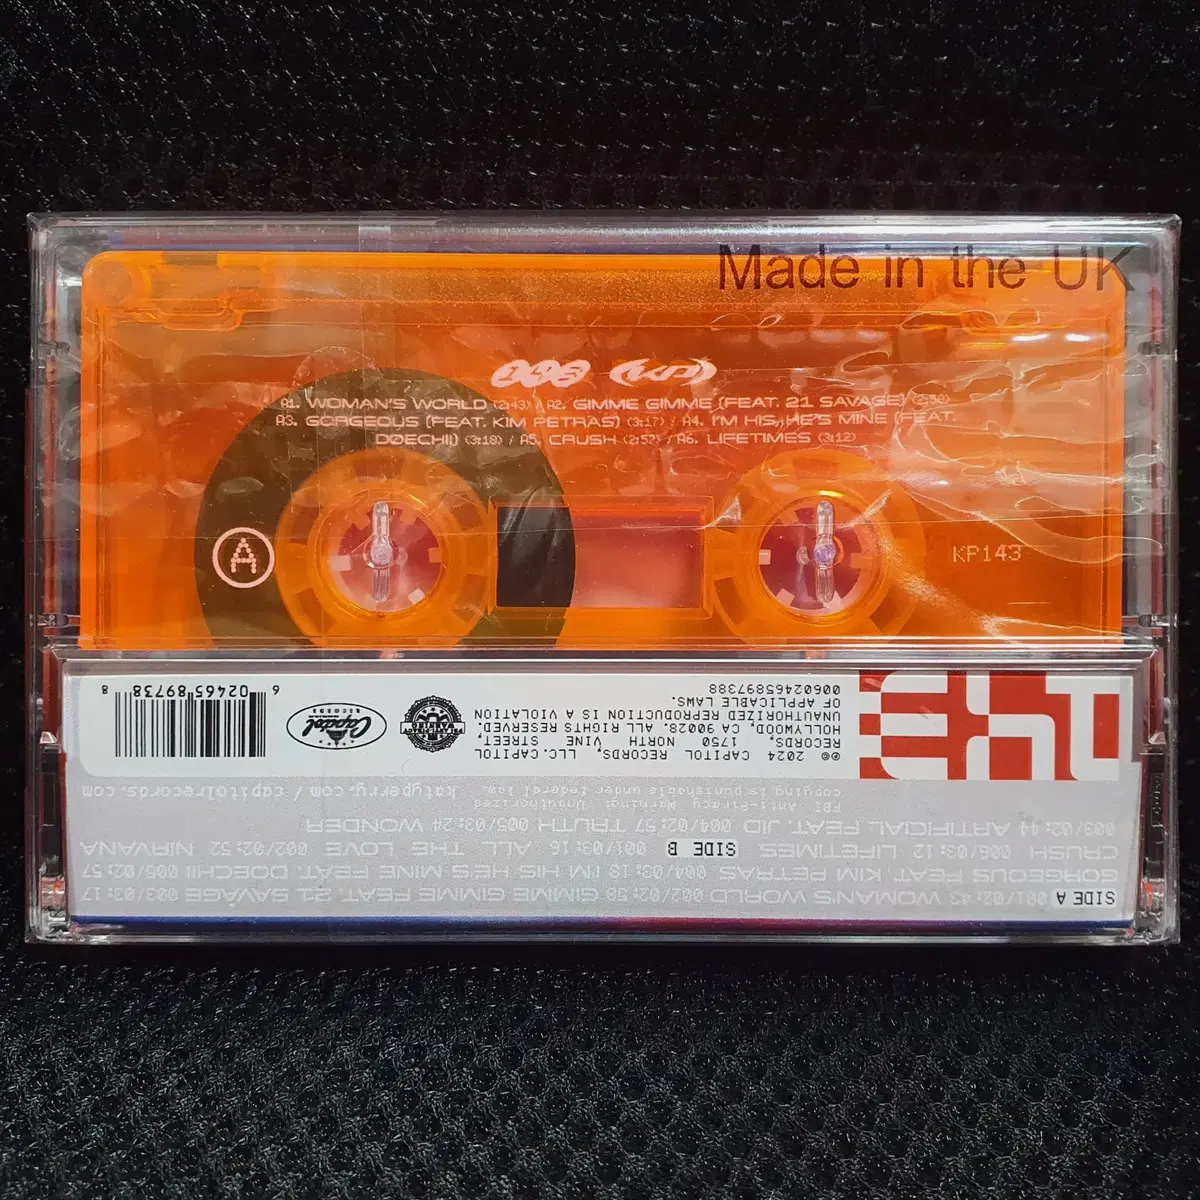 Made in the UK
143 (KP)
A1. WOMAN'S WORLD (2:43) / A2. GIMME GIMME (FEAT. 21 SAVAGE) (2:58)
A3. GORGEOUS (FEAT. KIM PETRAS) (3:17) / A4. I'M HIS, HE'S MINE (FEAT.
DOECHII) (3:18) / A5. CRUSH (2:57) / A6. LIFETIMES (3:12)
A
KP143
SIDE A 001/02:43 WOMAN'S WORLD 002/02:58 GIMME GIMME FEAT. 21 SAVAGE 003/03:17
GORGEOUS FEAT. KIM PETRAS 004/03:18 I'M HIS HE'S MINE FEAT. DOECHII 005/02:57
CRUSH 006/03:12 LIFETIMES SIDE B 001/03:16 ALL THE LOVE 002/02:52 NIRVANA
003/02:44 ARTIFICIAL FEAT. JID 004/02:57 TRUTH 005/03:24 WONDER
FBI Anti-Piracy Warning: Unauthorized
copying is punishable under federal law.
katyperry.com / capitolrecords.com
℗© 2024 CAPITOL RECORDS, LLC. CAPITOL
RECORDS, 1750 NORTH VINE STREET,
HOLLYWOOD, CA 90028. ALL RIGHTS RESERVED.
UNAUTHORIZED REPRODUCTION IS A VIOLATION
OF APPLICABLE LAWS.
00602465897388
Capitol
RECORDS
6 02465 89738 8